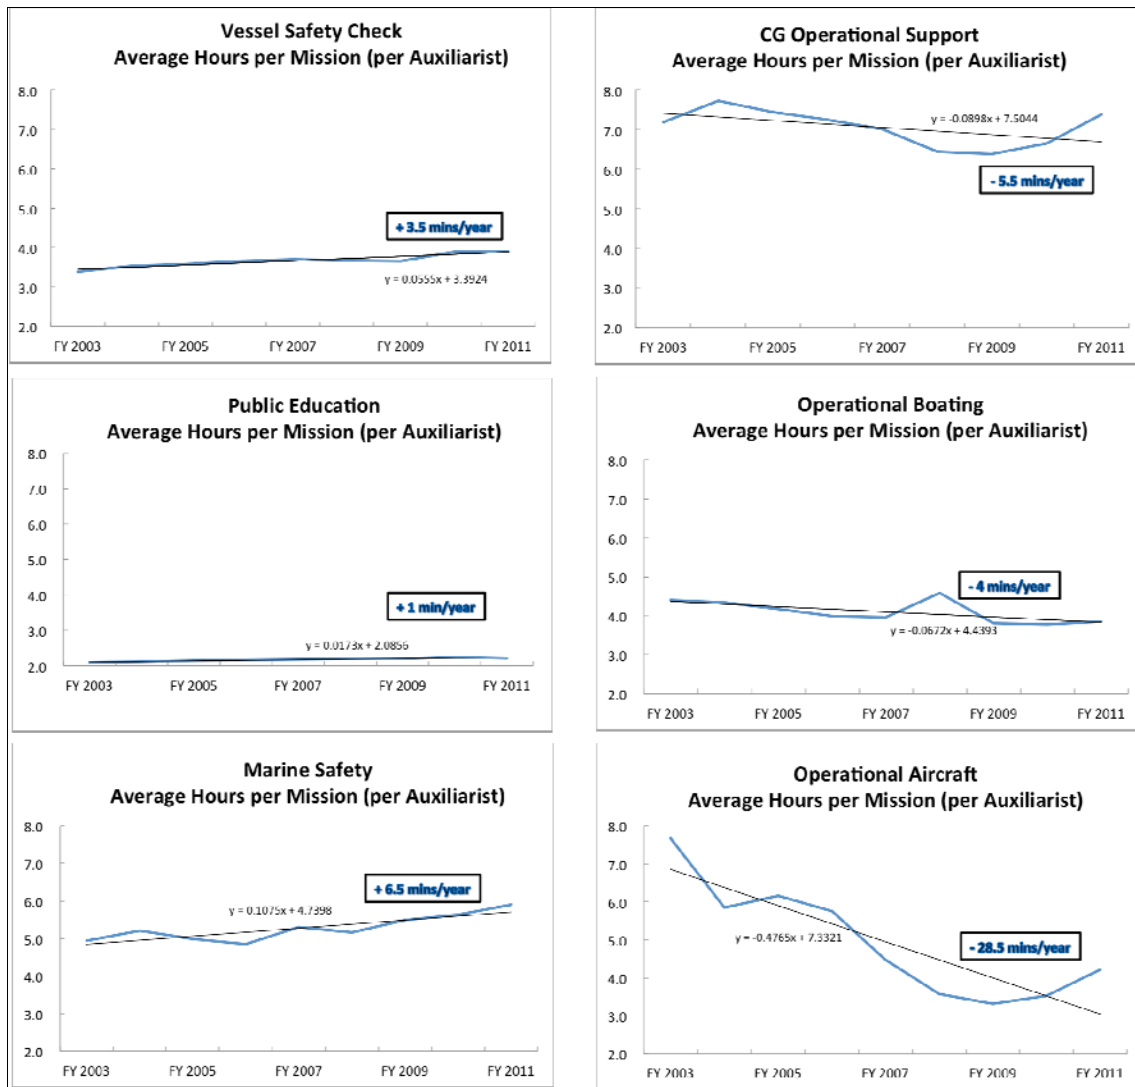 Vessel Safety Check
Average Hours per Mission (per Auxiliarist)
8.0
7.0
6.0
5.0
4.0
3.0
2.0
+ 3.5 mins/year
y = 0.0555x + 3.3924
FY 2003
FY 2005
FY 2007
FY 2009
FY 2011
CG Operational Support
Average Hours per Mission (per Auxiliarist)
8.0
7.0
6.0
5.0
4.0
3.0
2.0
y = -0.0898x + 7.5044
- 5.5 mins/year
FY 2003
FY 2005
FY 2007
FY 2009
FY 2011
Public Education
Average Hours per Mission (per Auxiliarist)
8.0
7.0
6.0
5.0
4.0
3.0
2.0
+ 1 min/year
y = 0.0173x + 2.0856
FY 2003
FY 2005
FY 2007
FY 2009
FY 2011
Operational Boating
Average Hours per Mission (per Auxiliarist)
8.0
7.0
6.0
5.0
4.0
3.0
2.0
- 4 mins/year
y = -0.0672x + 4.4393
FY 2003
FY 2005
FY 2007
FY 2009
FY 2011
Marine Safety
Average Hours per Mission (per Auxiliarist)
8.0
7.0
6.0
5.0
4.0
3.0
2.0
+ 6.5 mins/year
y = 0.1075x + 4.7398
FY 2003
FY 2005
FY 2007
FY 2009
FY 2011
Operational Aircraft
Average Hours per Mission (per Auxiliarist)
8.0
7.0
6.0
5.0
4.0
3.0
2.0
y = -0.4765x + 7.3321
- 28.5 mins/year
FY 2003
FY 2005
FY 2007
FY 2009
FY 2011